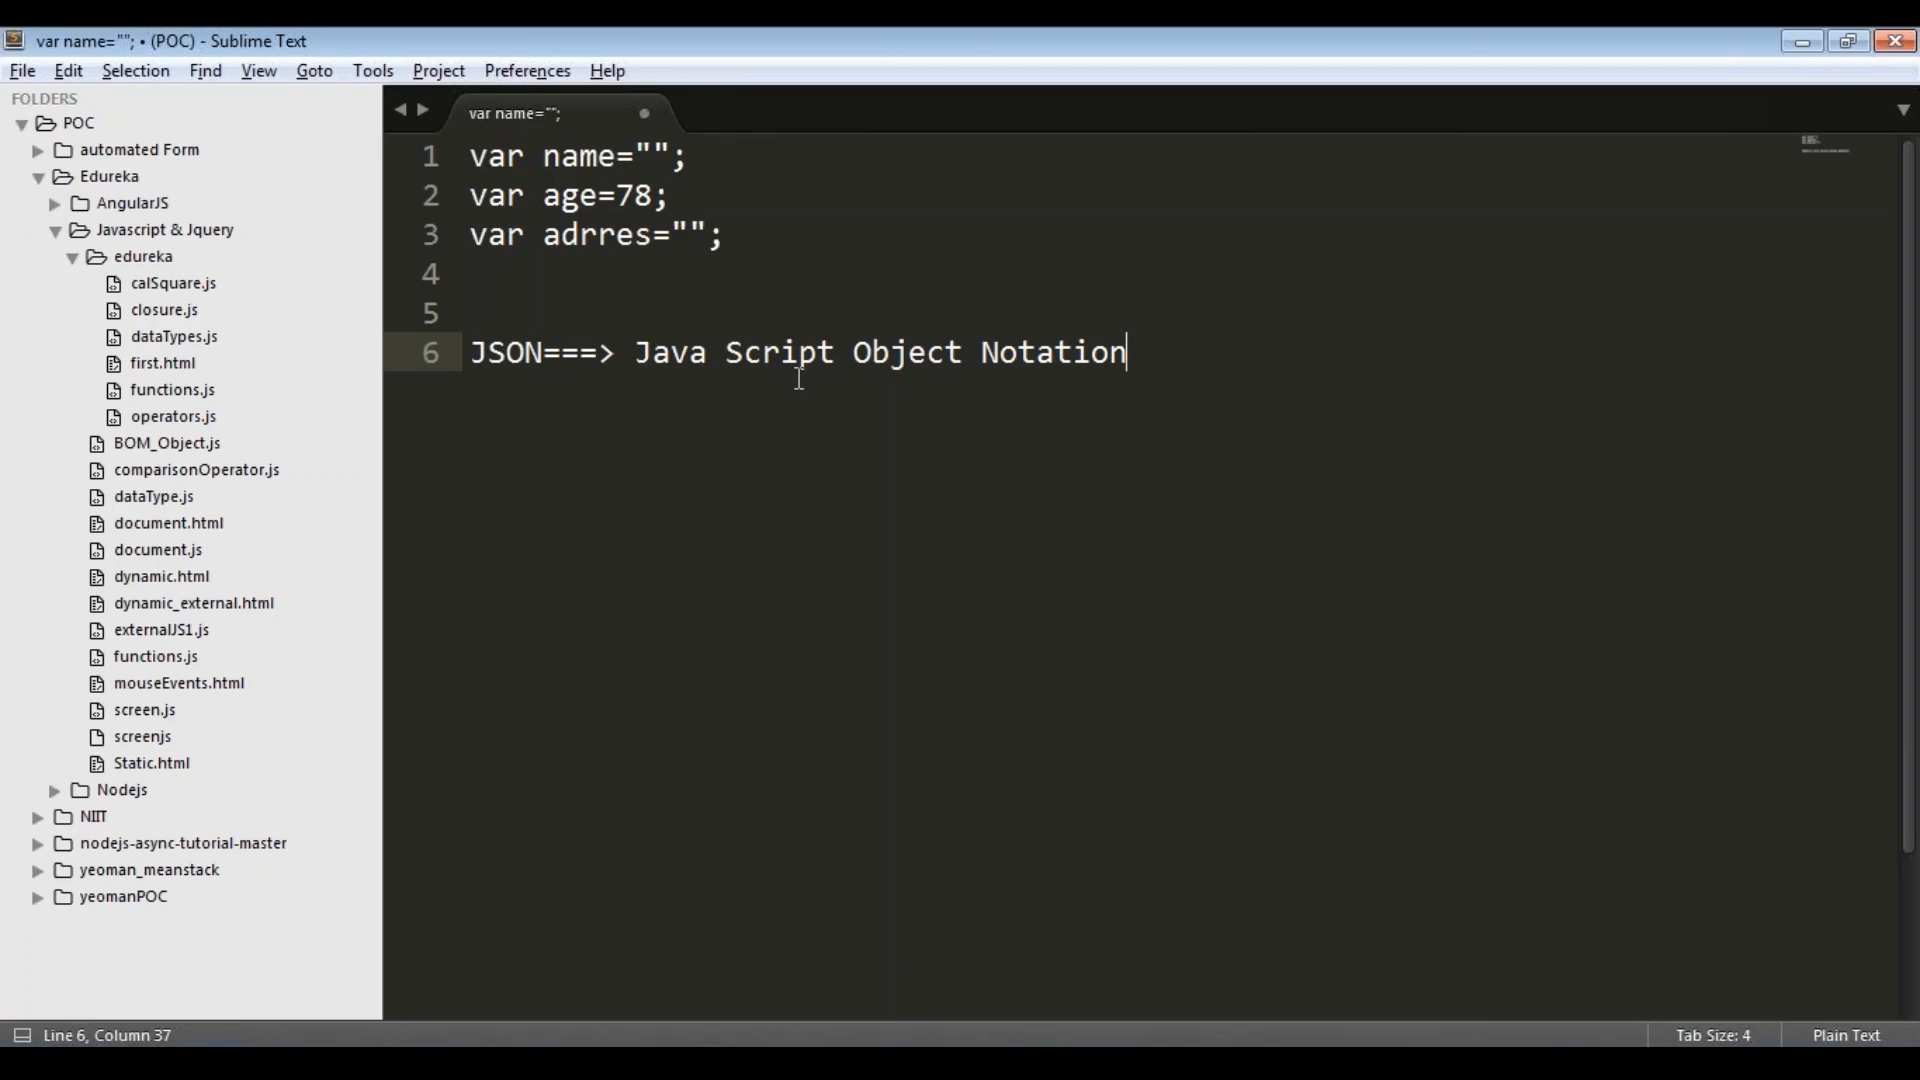 var name=""; • (POC) - Sublime Text
File Edit Selection Find View Goto Tools Project Preferences Help
FOLDERS
POC
automated Form
Edureka
AngularJS
Javascript & Jquery
edureka
calSquare.js
closure.js
dataTypes.js
first.html
functions.js
operators.js
BOM_Object.js
comparisonOperator.js
dataType.js
document.html
document.js
dynamic.html
dynamic_external.html
externalJS1.js
functions.js
mouseEvents.html
screen.js
screenjs
Static.html
Nodejs
NIIT
nodejs-async-tutorial-master
yeoman_meanstack
yeomanPOC
var name="";
1 var name="";
2 var age=78;
3 var adrres="";
4
5
6 JSON===> Java Script Object Notation
Line 6, Column 37
Tab Size: 4
Plain Text